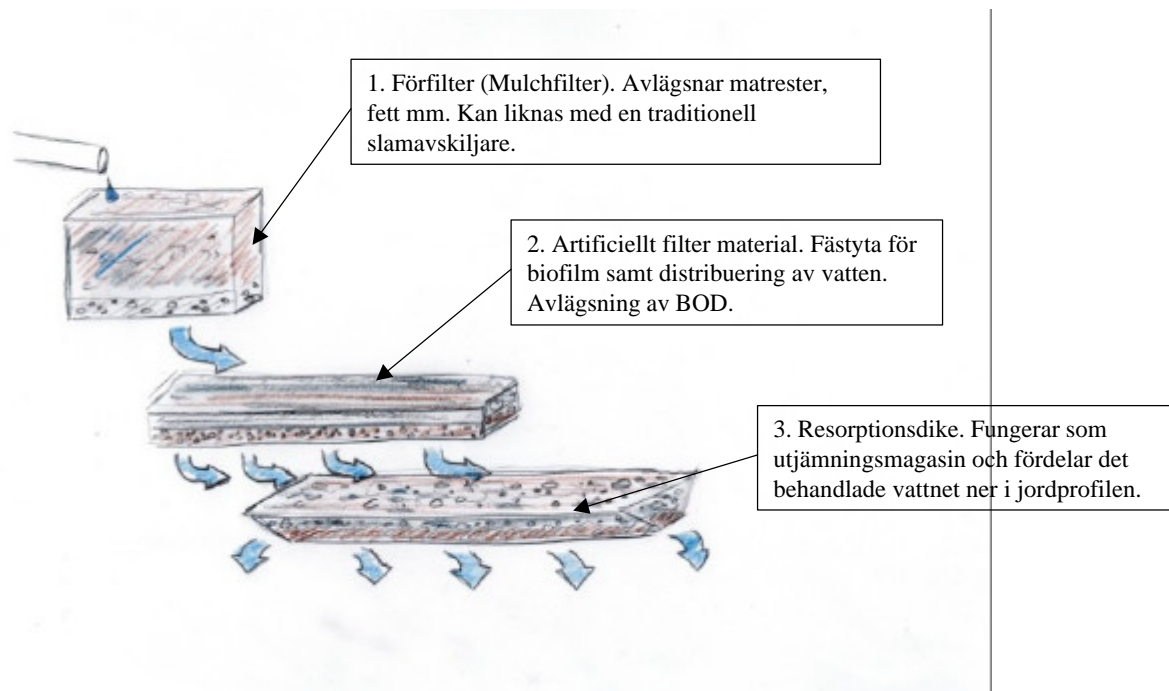 1. Förfilter (Mulchfilter). Avlägsnar matrester,
fett mm. Kan liknas med en traditionell
slamavskiljare.
2. Artificiellt filter material. Fästyta för
biofilm samt distribuering av vatten.
Avlägsning av BOD.
3. Resorptionsdike. Fungerar som
utjämningsmagasin och fördelar det
behandlade vattnet ner i jordprofilen.